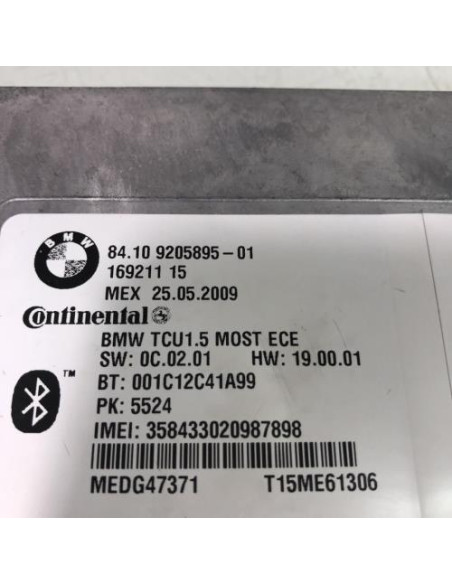 BMW
84.10 9205895-01
169211 15
MEX 25.05.2009
Continental
BMW TCU1.5 MOST ECE
SW: 0C.02.01 HW: 19.00.01
™
BT: 001C12C41A99
PK: 5524
IMEI: 358433020987898
MEDG47371 T15ME61306